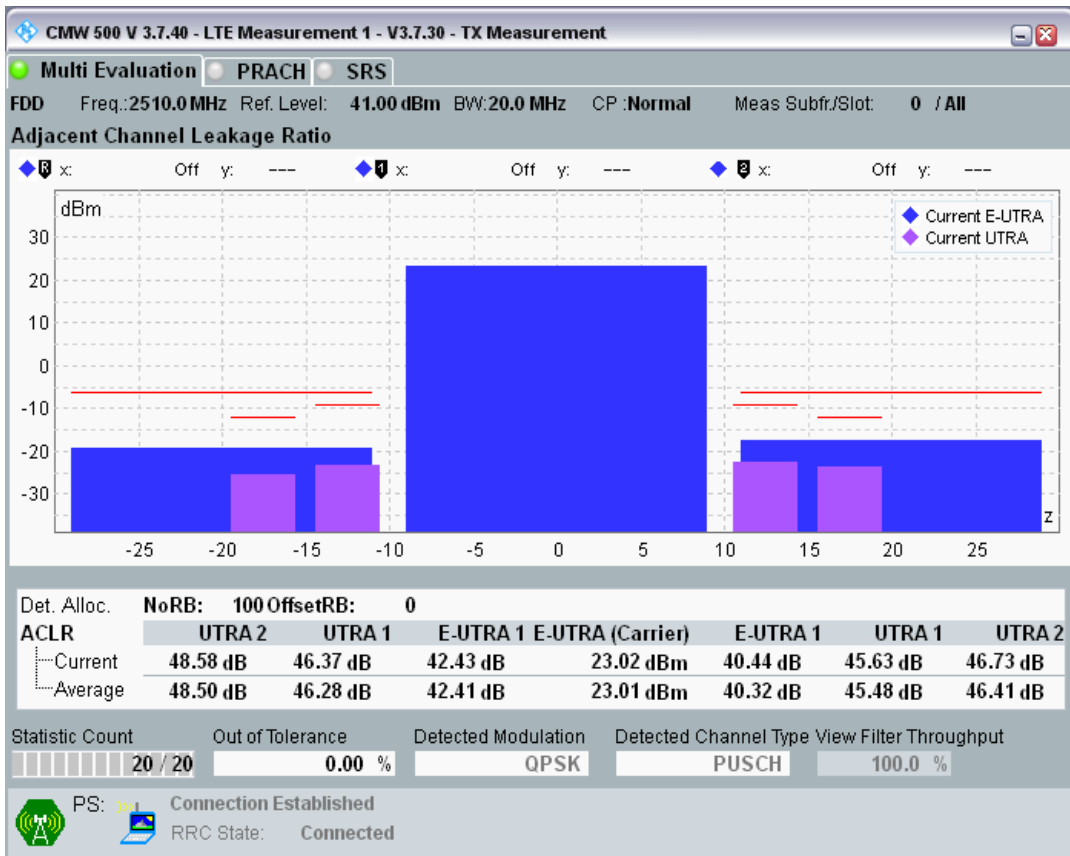 CMW 500 V 3.7.40 - LTE Measurement 1 - V3.7.30 - TX Measurement
Multi Evaluation PRACH SRS
FDD Freq.:2510.0 MHz Ref. Level: 41.00 dBm BW:20.0 MHz CP :Normal Meas Subfr./Slot: 0 / All
Adjacent Channel Leakage Ratio
R x: Off y: --- 1 x: Off y: --- 2 x: Off y: ---
dBm
Current E-UTRA
Current UTRA
30
20
10
0
-10
-20
-30
z
-25 -20 -15 -10 -5 0 5 10 15 20 25
Det. Alloc. NoRB: 100 OffsetRB: 0
ACLR UTRA 2 UTRA 1 E-UTRA 1 E-UTRA (Carrier) E-UTRA 1 UTRA 1 UTRA 2
Current 48.58 dB 46.37 dB 42.43 dB 23.02 dBm 40.44 dB 45.63 dB 46.73 dB
Average 48.50 dB 46.28 dB 42.41 dB 23.01 dBm 40.32 dB 45.48 dB 46.41 dB
Statistic Count Out of Tolerance Detected Modulation Detected Channel Type View Filter Throughput
20 / 20 0.00 % QPSK PUSCH 100.0 %
PS: Connection Established
RRC State: Connected